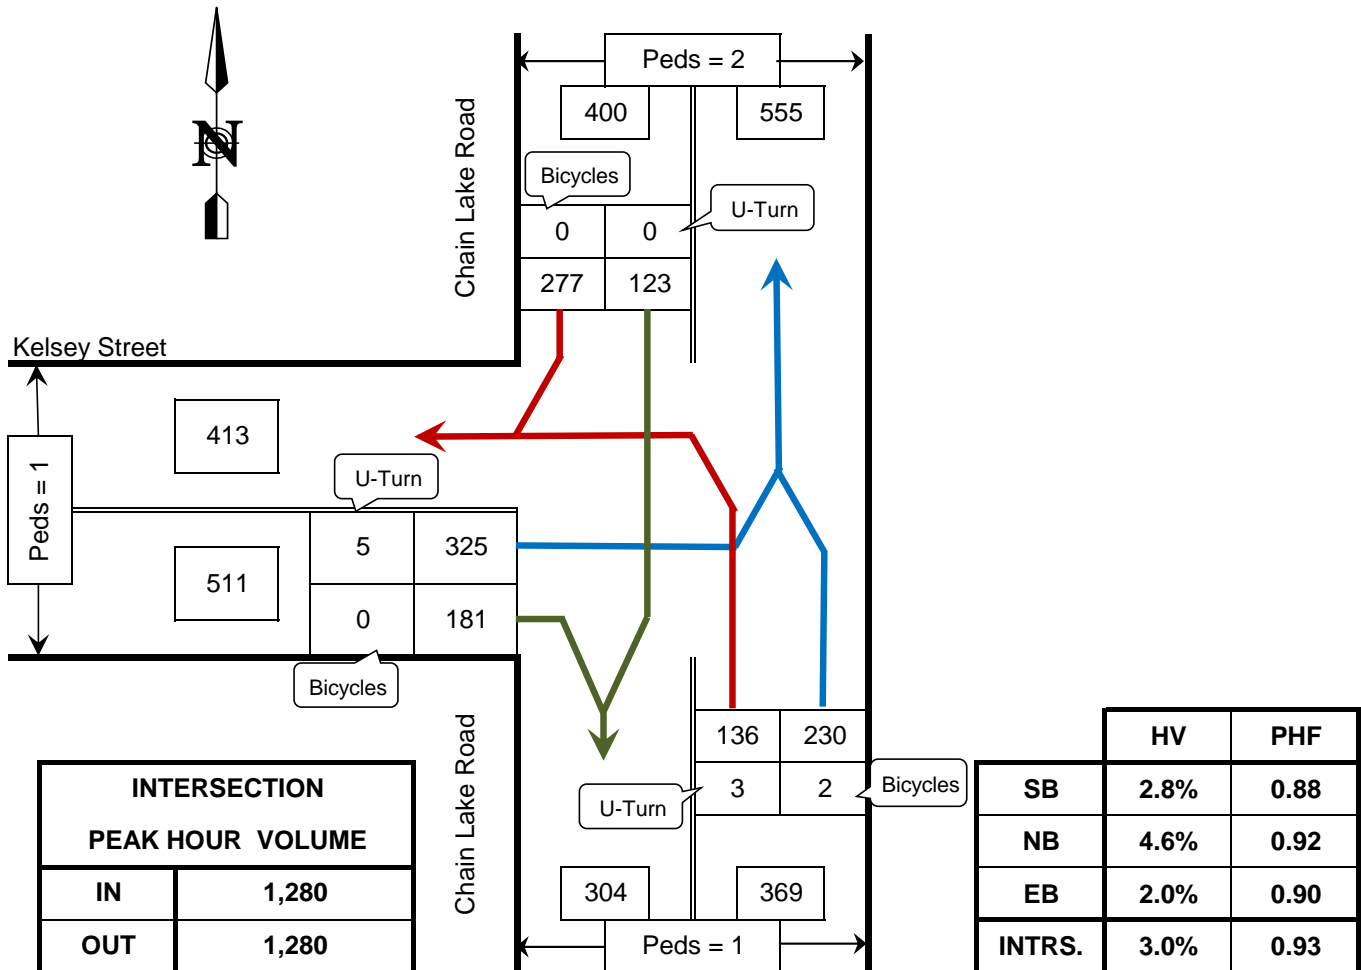 Peds = 2
400
555
Chain Lake Road
N
Bicycles
U-Turn
0
0
277
123
Kelsey Street
413
Peds = 1
U-Turn
5
325
511
0
181
Bicycles
136
230
3
2
Bicycles
U-Turn
Chain Lake Road
304
369
Peds = 1
INTERSECTION
PEAK HOUR VOLUME
IN 1,280
OUT 1,280
HV PHF
SB 2.8% 0.88
NB 4.6% 0.92
EB 2.0% 0.90
INTRS. 3.0% 0.93